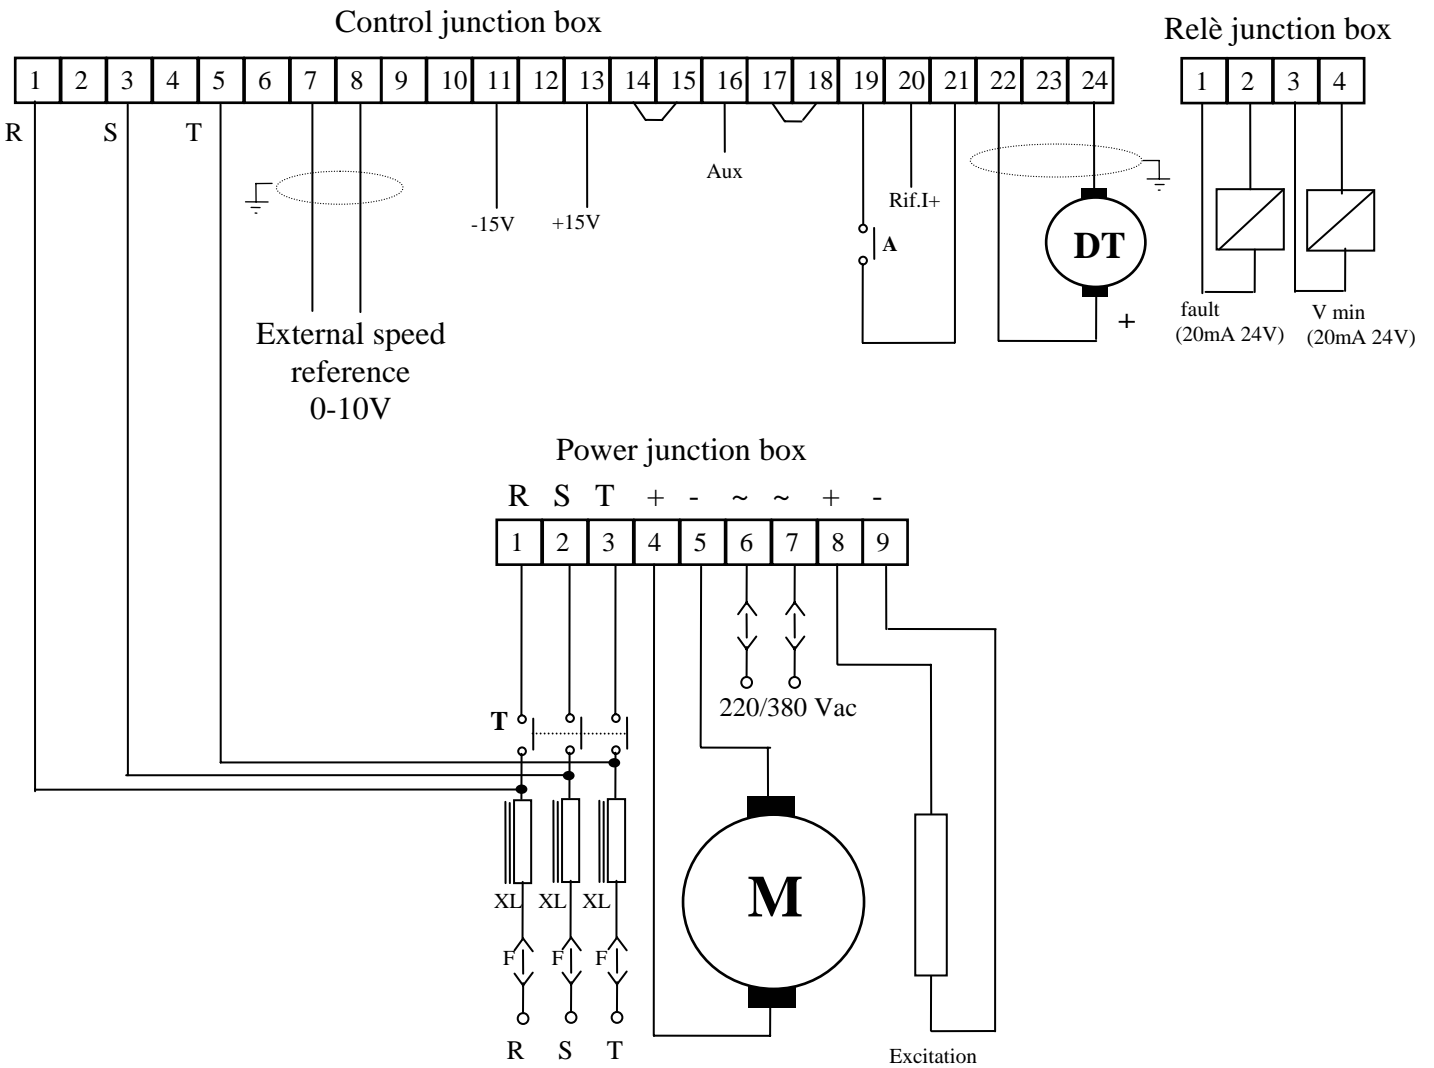 Control junction box
Relè junction box
1 2 3 4 5 6 7 8 9 10 11 12 13 14 15 16 17 18 19 20 21 22 23 24
1 2 3 4
R S T
Aux
Rif.I+
-15V +15V
A
DT
+
fault
(20mA 24V)
V min
(20mA 24V)
External speed
reference
0-10V
Power junction box
R S T + - ~ ~ + -
1 2 3 4 5 6 7 8 9
220/380 Vac
T
M
XL XL XL
F F F
R S T
Excitation